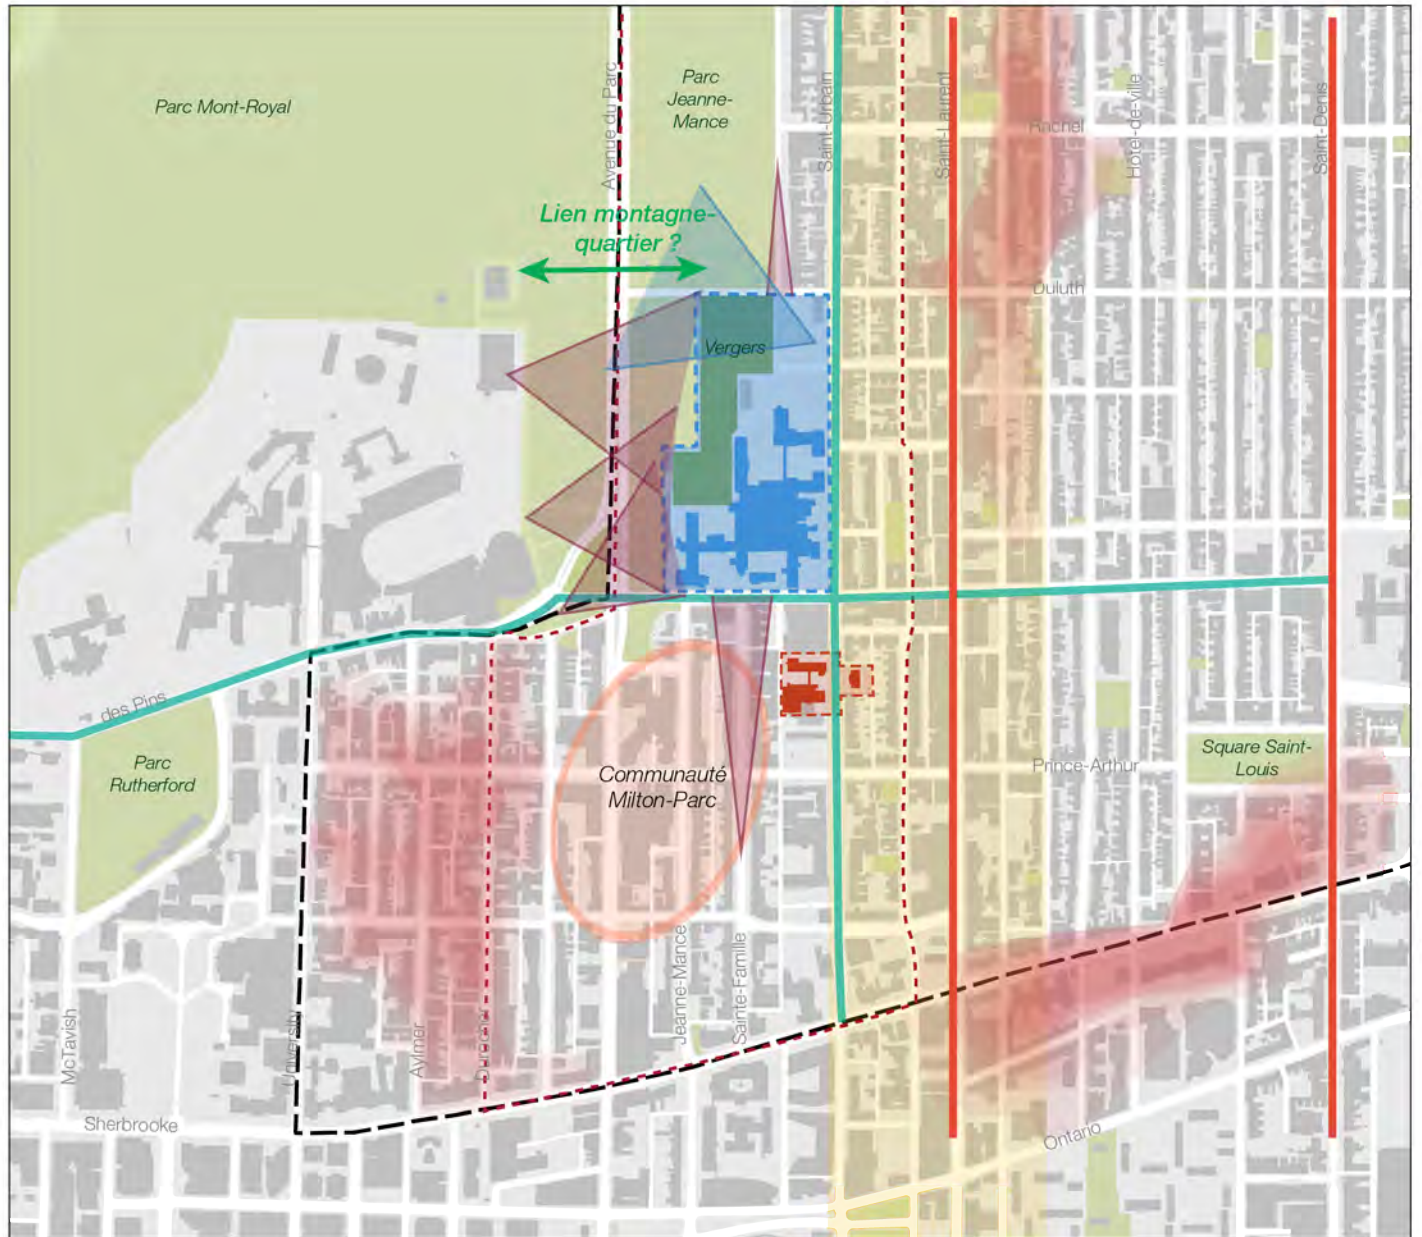 Parc Mont-Royal
Avenue du Parc
Parc
Jeanne-
Mance
Saint-Urbain
Saint-Laurent
Rachel
Hôtel-de-ville
Saint-Denis
Lien montagne-
quartier ?
Duluth
Vergers
des Pins
Parc
Rutherford
Communauté
Milton-Parc
Prince-Arthur
Square Saint-
Louis
McTavish
University
Aylmer
Durocher
Jeanne-Mance
Sainte-Famille
Sherbrooke
Ontario